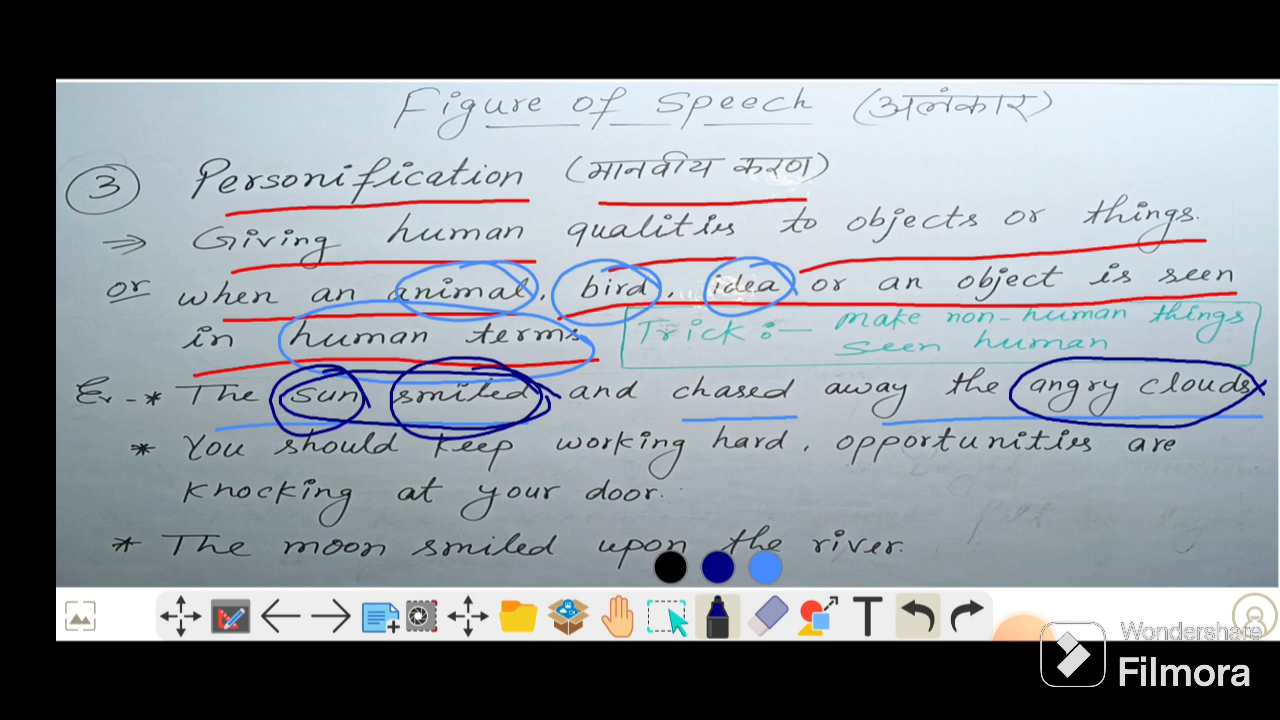 Figure of Speech (अलंकार)
③ Personification (मानवीय करण)
⇒ Giving human qualities to objects or things.
or when an animal, bird, idea or an object is seen
in human terms
Trick :- make non-human things
seen human
Ex -* The sun smiled and chased away the angry clouds
* You should keep working hard, opportunities are
knocking at your door.
* The moon smiled upon the river.
T
Wondershare
Filmora